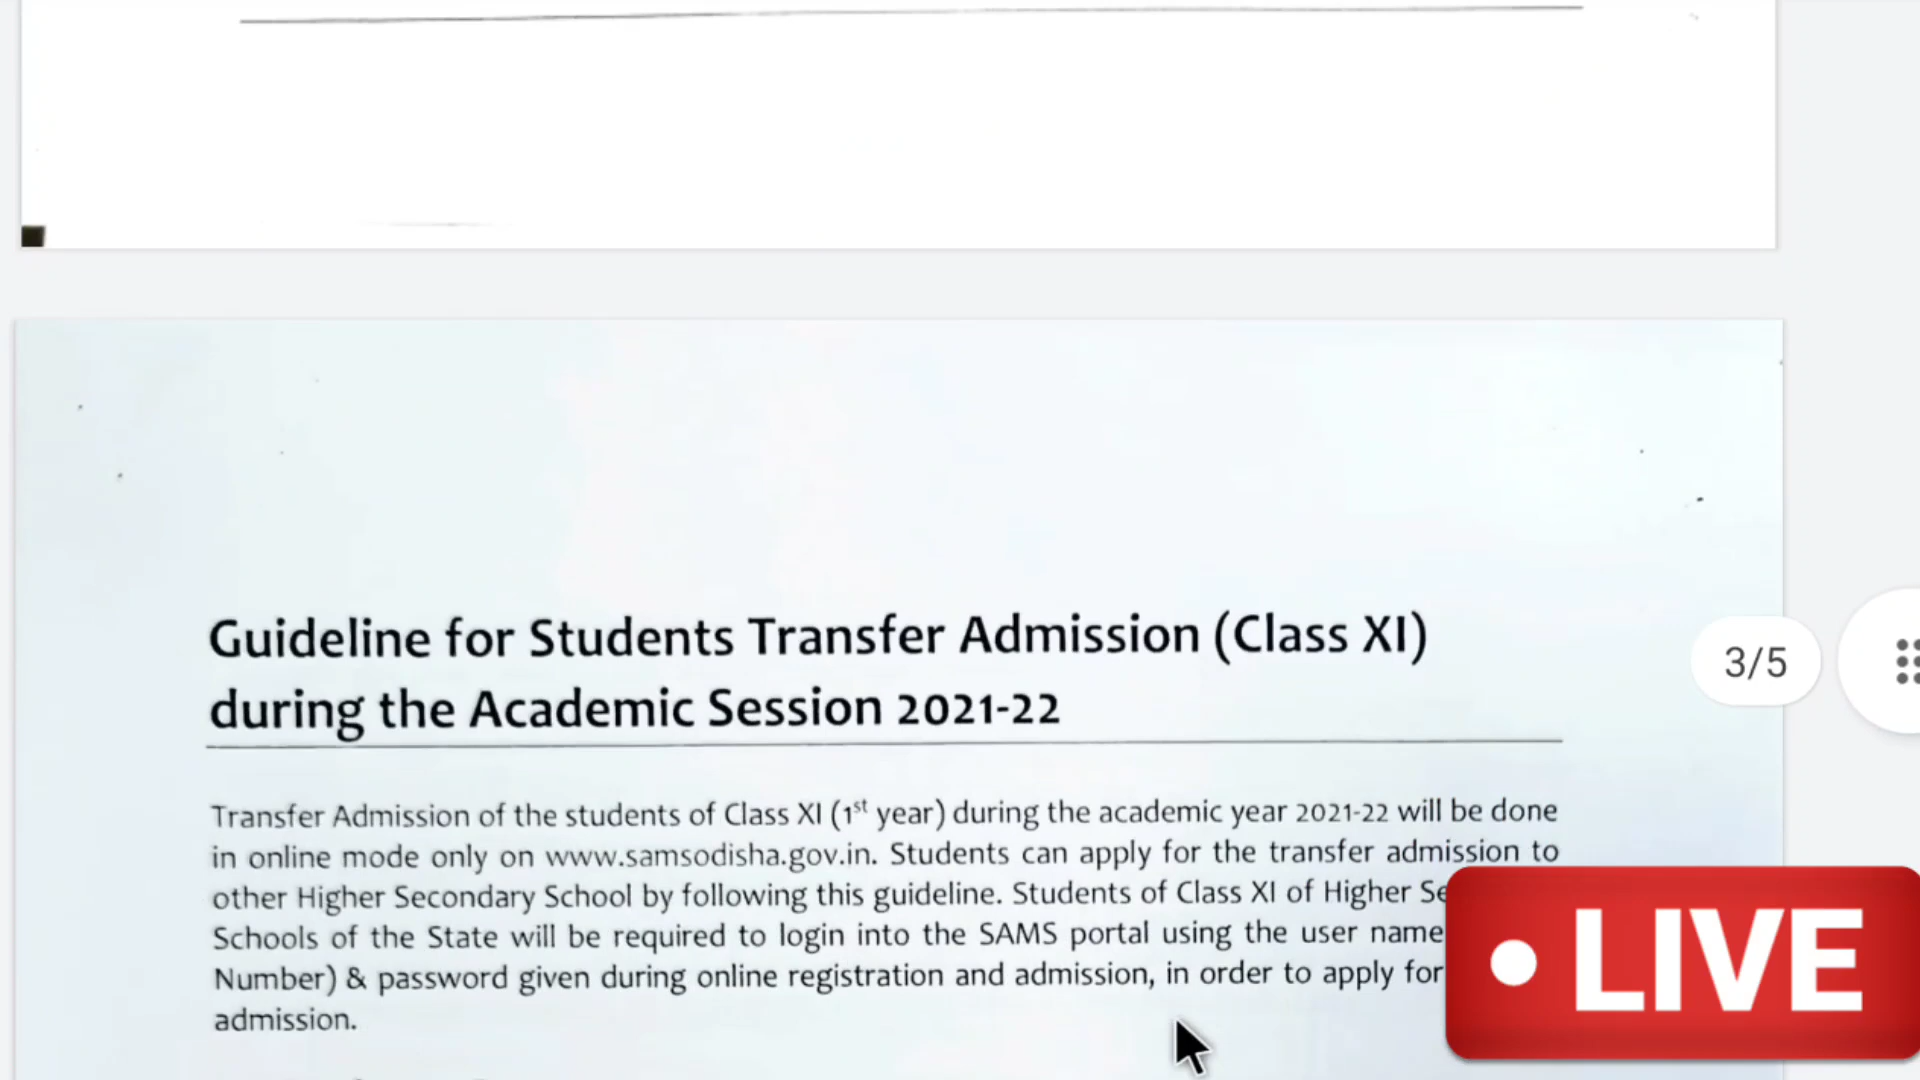 Guideline for Students Transfer Admission (Class XI)
during the Academic Session 2021-22
3/5
Transfer Admission of the students of Class XI (1st year) during the academic year 2021-22 will be done
in online mode only on www.samsodisha.gov.in. Students can apply for the transfer admission to
other Higher Secondary School by following this guideline. Students of Class XI of Higher
Schools of the State will be required to login into the SAMS portal using the user name
Number) & password given during online registration and admission, in order to apply for
admission.
LIVE